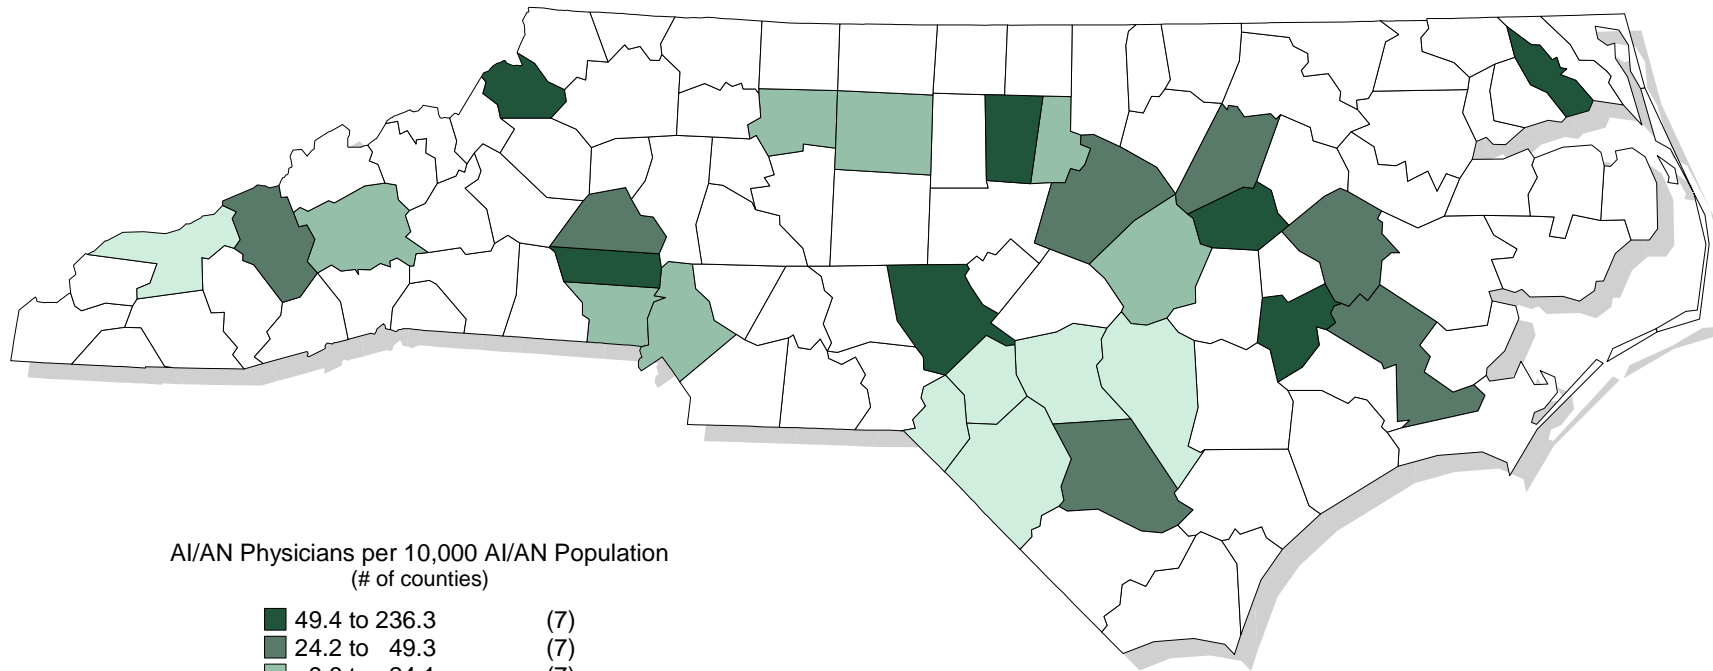 AI/AN Physicians per 10,000 AI/AN Population
(# of counties)
49.4 to 236.3 (7)
24.2 to 49.3 (7)